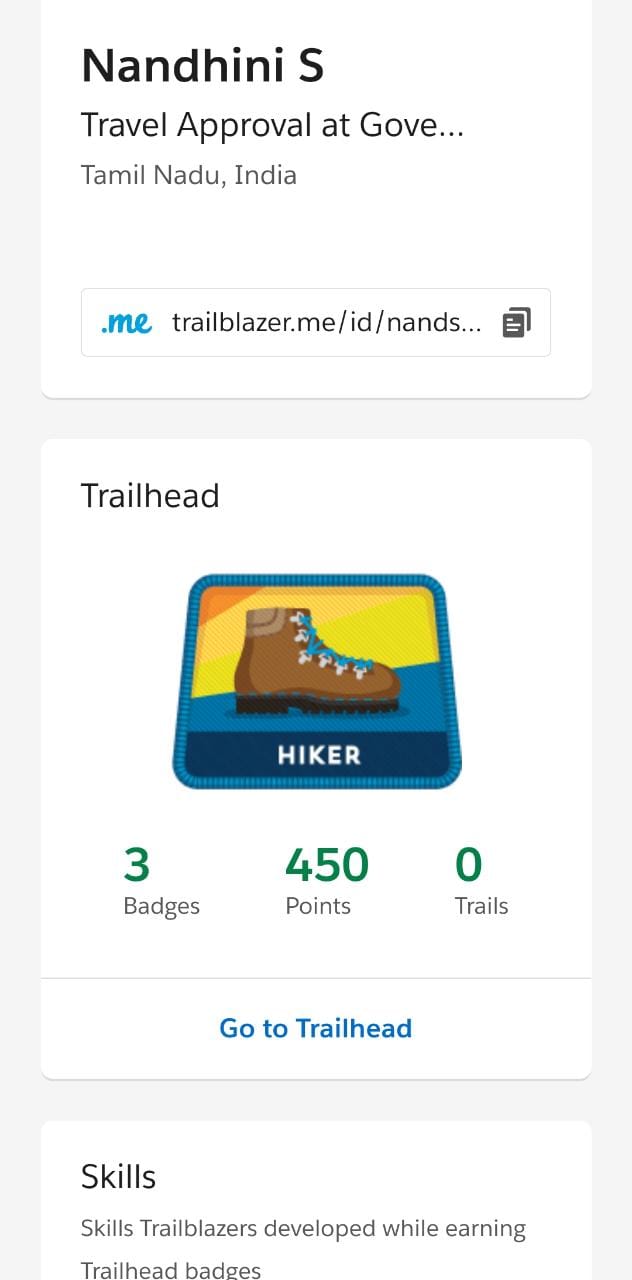 Nandhini S
Travel Approval at Gove...
Tamil Nadu, India
.me trailblazer.me/id/nands...
Trailhead
HIKER
3 450 0
Badges Points Trails
Go to Trailhead
Skills
Skills Trailblazers developed while earning
Trailhead badges